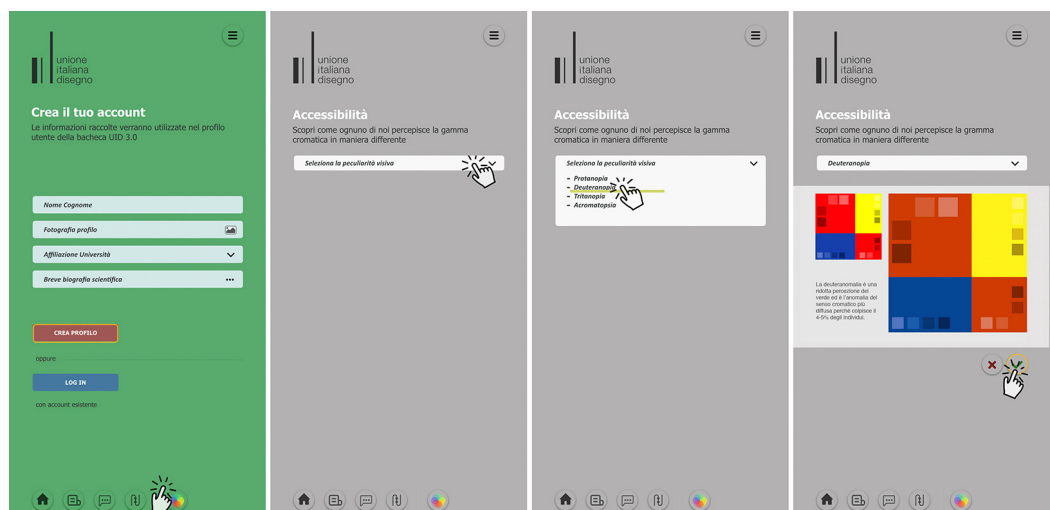 unione
italiana
disegno
Crea il tuo account
Le informazioni raccolte verranno utilizzate nel profilo
utente della bacheca UID 3.0
Nome Cognome
Fotografia profilo
Affiliazione Università
Breve biografia scientifica
CREA PROFILO
oppure
LOG IN
con account esistente
unione
italiana
disegno
Accessibilità
Scopri come ognuno di noi percepisce la gamma
cromatica in maniera differente
Seleziona la peculiarità visiva
unione
italiana
disegno
Accessibilità
Scopri come ognuno di noi percepisce la gamma
cromatica in maniera differente
Seleziona la peculiarità visiva
- Protanopia
- Deuteranopia
- Tritanopia
- Acromatopsia
unione
italiana
disegno
Accessibilità
Scopri come ognuno di noi percepisce la gramma
cromatica in maniera differente
Deuteranopia
La deuteranomalia è una
ridotta percezione del
verde ed è l'anomalia del
senso cromatico più
diffusa perché colpisce il
4-5% degli individui.